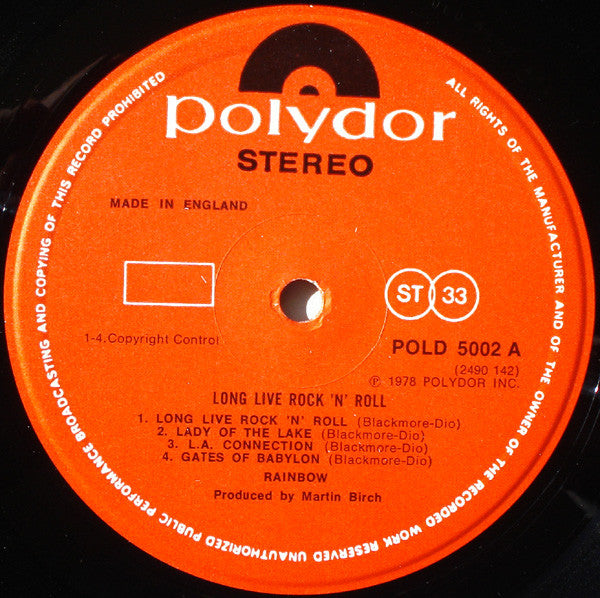 polydor
STEREO
MADE IN ENGLAND
ST 33
1-4.Copyright Control
POLD 5002 A
(2490 142)
℗ 1978 POLYDOR INC.
LONG LIVE ROCK 'N' ROLL
1. LONG LIVE ROCK 'N' ROLL (Blackmore-Dio)
2. LADY OF THE LAKE (Blackmore-Dio)
3. L.A. CONNECTION (Blackmore-Dio)
4. GATES OF BABYLON (Blackmore-Dio)
RAINBOW
Produced by Martin Birch
ALL RIGHTS OF THE MANUFACTURER AND OF THE OWNER OF THE RECORDED WORK RESERVED UNAUTHORIZED PUBLIC PERFORMANCE BROADCASTING AND COPYING OF THIS RECORD PROHIBITED